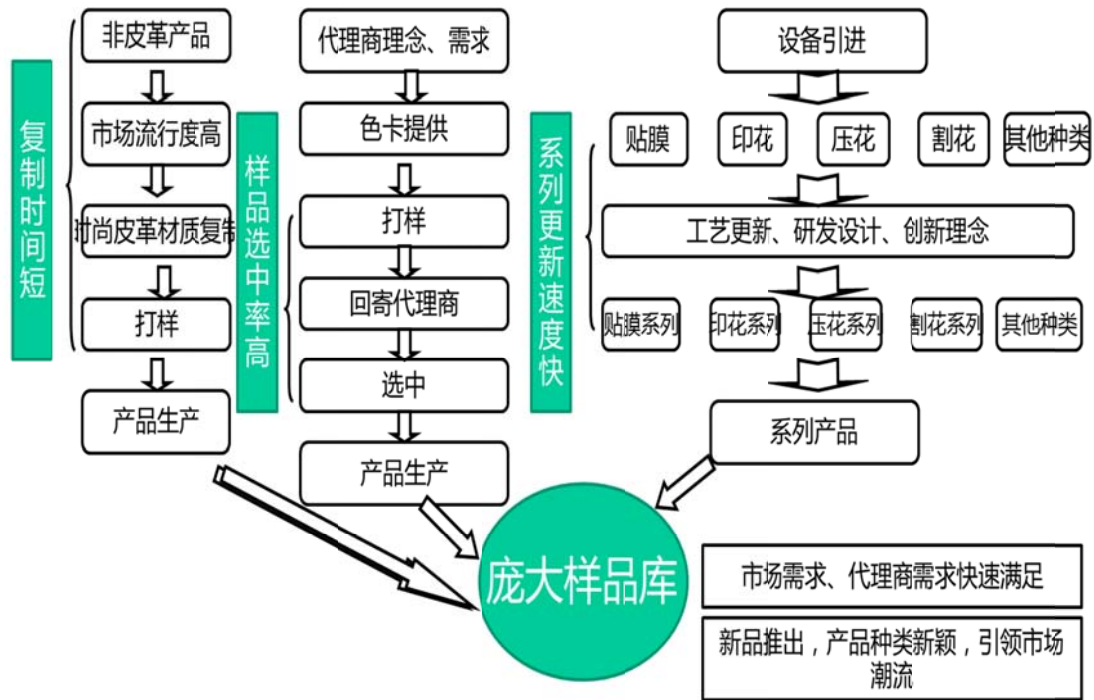 复制时间短
非皮革产品
市场流行度高
时尚皮革材质复制
打样
产品生产
样品选中率高
代理商理念、需求
色卡提供
打样
回寄代理商
选中
产品生产
系列更新速度快
设备引进
贴膜
印花
压花
割花
其他种类
工艺更新、研发设计、创新理念
贴膜系列
印花系列
压花系列
割花系列
其他种类
系列产品
庞大样品库
市场需求、代理商需求快速满足
新品推出，产品种类新颖，引领市场
潮流